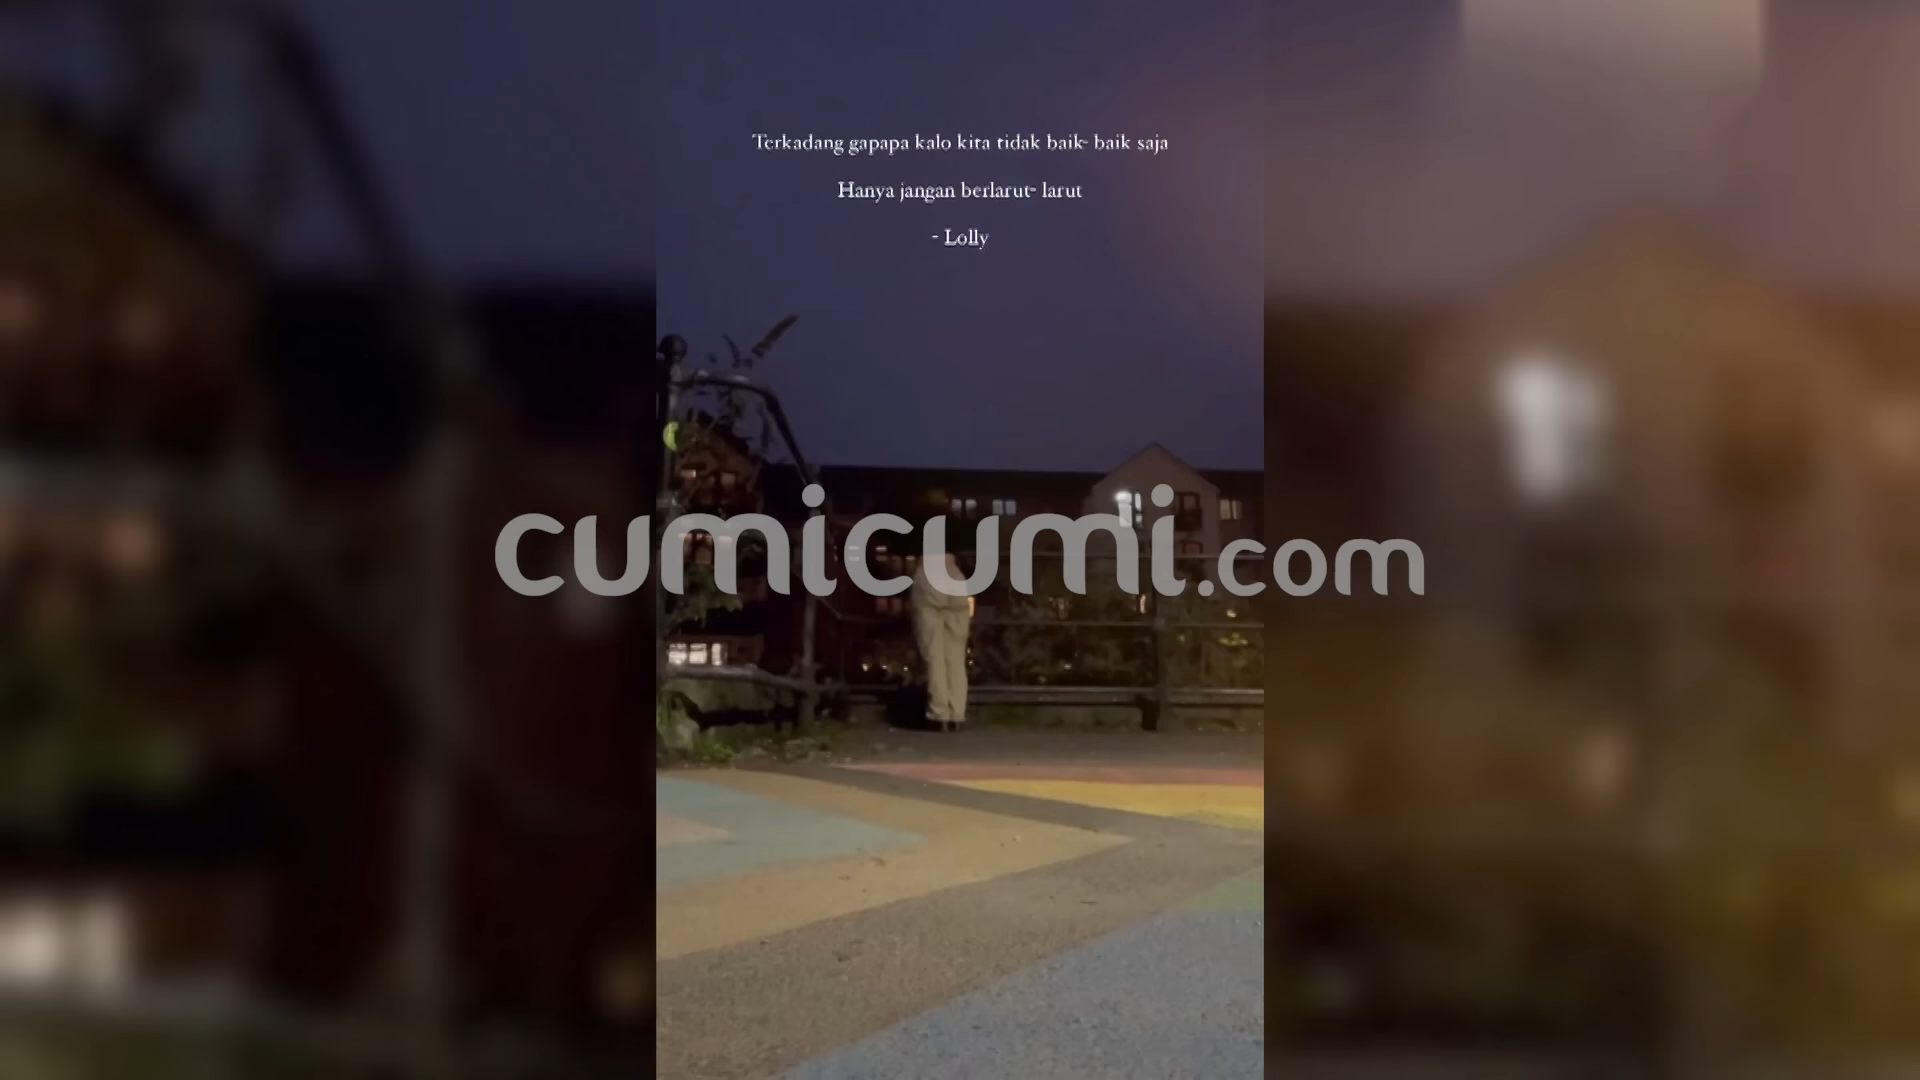 Terkadang gapapa kalo kita tidak baik- baik saja
Hanya jangan berlarut- larut
- Lolly
cumicumi.com